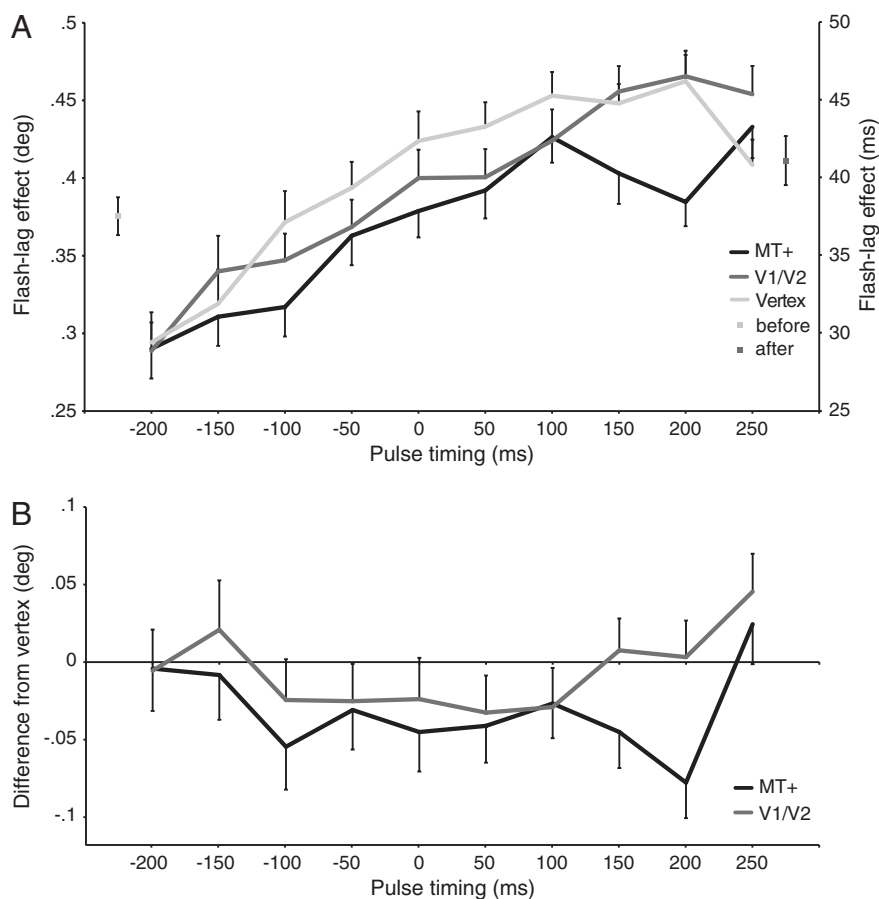 A
.5
.45
.4
.35
.3
.25
Flash-lag effect (deg)
50
45
40
35
30
25
Flash-lag effect (ms)
MT+
V1/V2
Vertex
before
after
-200 -150 -100 -50 0 50 100 150 200 250
Pulse timing (ms)
B
.1
.05
0
-.05
-.1
Difference from vertex (deg)
MT+
V1/V2
-200 -150 -100 -50 0 50 100 150 200 250
Pulse timing (ms)